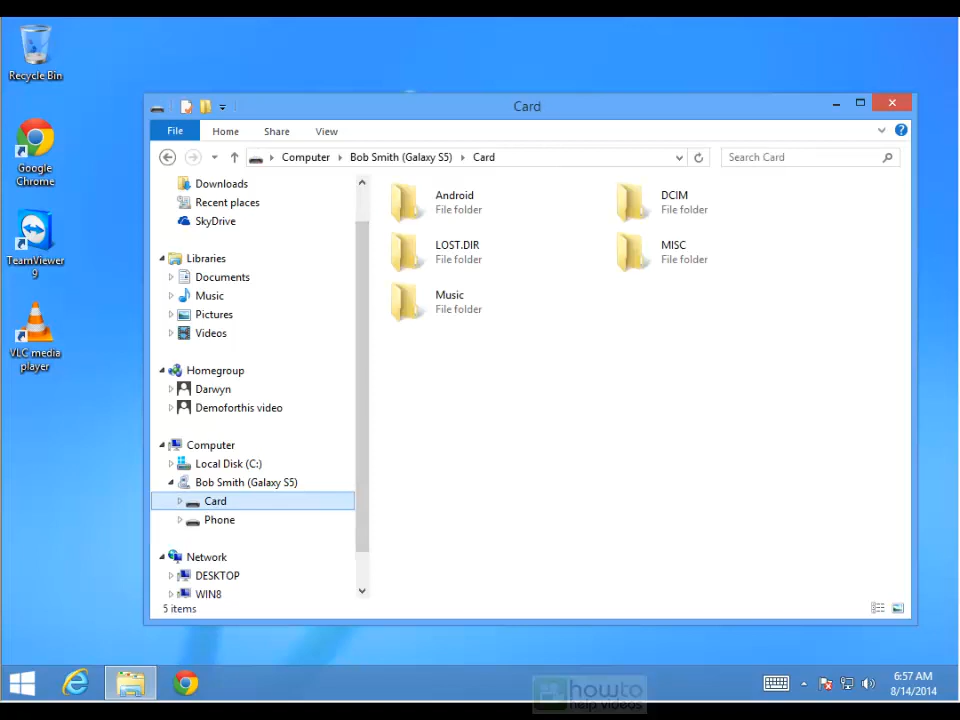 Recycle Bin
Google
Chrome
TeamViewer
9
VLC media
player
Card
File Home Share View
Computer Bob Smith (Galaxy S5) Card
Search Card
Downloads
Recent places
SkyDrive
Libraries
Documents
Music
Pictures
Videos
Homegroup
Darwyn
Demoforthis video
Computer
Local Disk (C:)
Bob Smith (Galaxy S5)
Card
Phone
Network
DESKTOP
WIN8
5 items
Android
File folder
DCIM
File folder
LOST.DIR
File folder
MISC
File folder
Music
File folder
6:57 AM
8/14/2014
howto
help videos